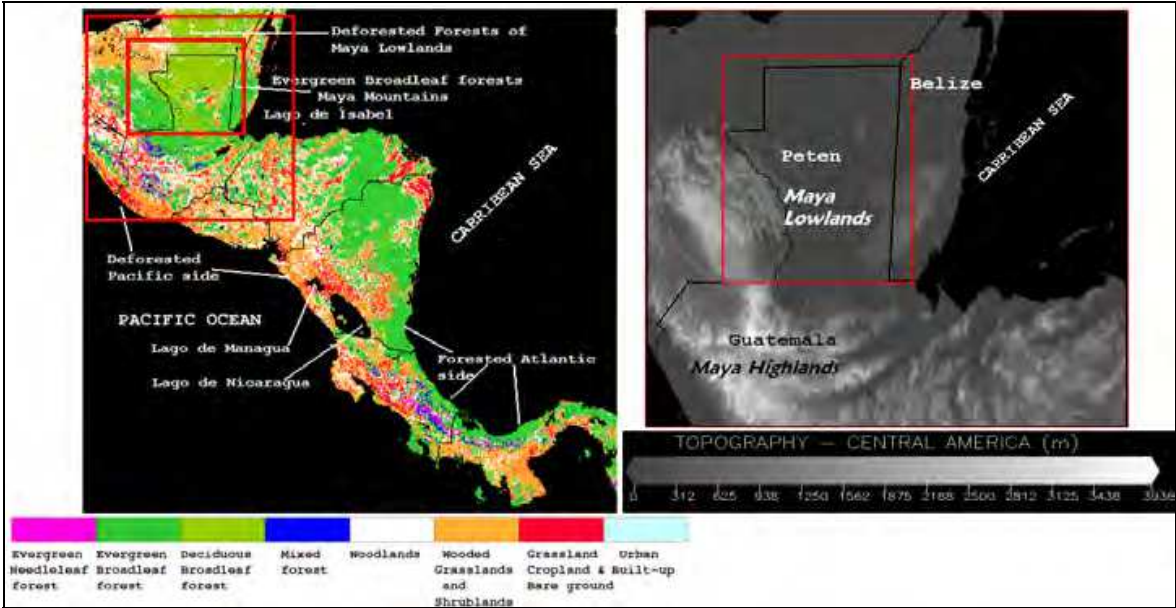 Deforested Forests of
Maya Lowlands
Evergreen Broadleaf forests
Maya Mountains
Lago de Isabel
CARRIBEAN SEA
Deforested
Pacific side
PACIFIC OCEAN
Lago de Managua
Lago de Nicaragua
Forested Atlantic
side
Evergreen
Needleleaf
forest
Evergreen
Broadleaf
forest
Deciduous
Broadleaf
forest
Mixed
forest
Woodlands
Wooded
Grasslands
and
Shrublands
Grassland
Cropland &
Bare ground
Urban
Built-up
Belize
CARRIBEAN SEA
Peten
Maya
Lowlands
Guatemala
Maya Highlands
TOPOGRAPHY — CENTRAL AMERICA (m)
0 312 625 938 1250 1562 1875 2188 2500 2812 3125 3438 3938